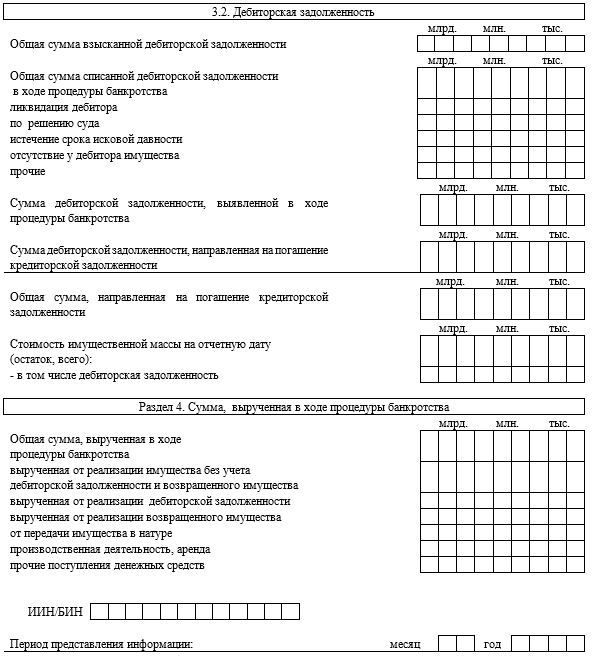 3.2. Дебиторская задолженность
млрд. млн. тыс.
Общая сумма взысканной дебиторской задолженности
млрд. млн. тыс.
Общая сумма списанной дебиторской задолженности
в ходе процедуры банкротства
ликвидация дебитора
по решению суда
истечение срока исковой давности
отсутствие у дебитора имущества
прочие
млрд. млн. тыс.
Сумма дебиторской задолженности, выявленной в ходе
процедуры банкротства
млрд. млн. тыс.
Сумма дебиторской задолженности, направленная на погашение
кредиторской задолженности
млрд. млн. тыс.
Общая сумма, направленная на погашение кредиторской
задолженности
млрд. млн. тыс.
Стоимость имущественной массы на отчетную дату
(остаток, всего):
- в том числе дебиторская задолженность
Раздел 4. Сумма, вырученная в ходе процедуры банкротства
млрд. млн. тыс.
Общая сумма, вырученная в ходе
процедуры банкротства
вырученная от реализации имущества без учета
дебиторской задолженности и возвращенного имущества
вырученная от реализации дебиторской задолженности
вырученная от реализации возвращенного имущества
от передачи имущества в натуре
производственная деятельность, аренда
прочие поступления денежных средств
ИИН/БИН
Период представления информации: месяц год